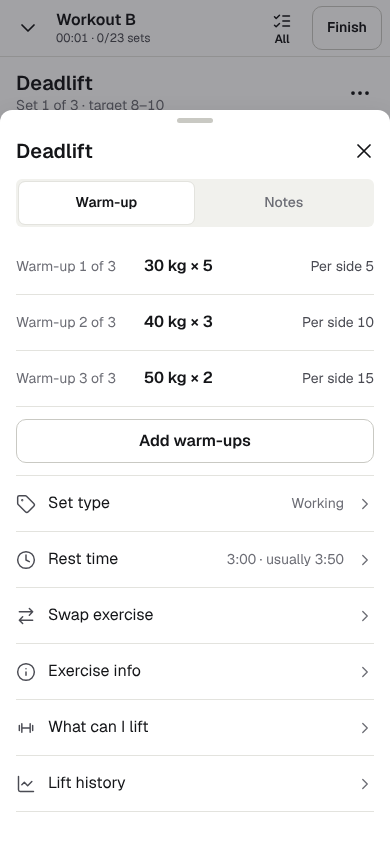 Workout B
00:01 · 0/23 sets
All
Finish
Deadlift
Set 1 of 3 · target 8–10
Deadlift
Warm-up
Notes
Warm-up 1 of 3 30 kg × 5 Per side 5
Warm-up 2 of 3 40 kg × 3 Per side 10
Warm-up 3 of 3 50 kg × 2 Per side 15
Add warm-ups
Set type Working
Rest time 3:00 · usually 3:50
Swap exercise
Exercise info
What can I lift
Lift history